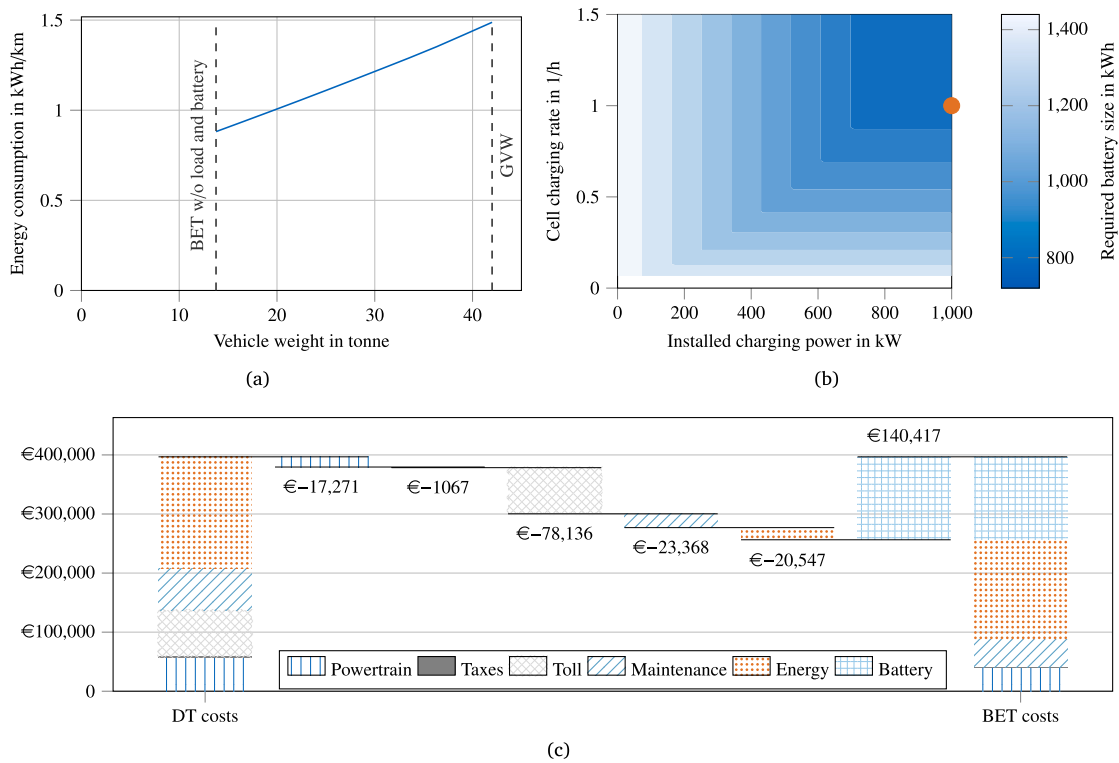 1.5
1
0.5
0
Energy consumption in kWh/km
BET w/o load and battery
GVW
0
10
20
30
40
Vehicle weight in tonne
(a)
1.5
1
0.5
0
Cell charging rate in 1/h
0
200
400
600
800
1,000
Installed charging power in kW
1,400
1,200
1,000
800
Required battery size in kWh
(b)
€400,000
€300,000
€200,000
€100,000
0
€−17,271
€−1067
€−78,136
€−23,368
€−20,547
€140,417
Powertrain
Taxes
Toll
Maintenance
Energy
Battery
DT costs
BET costs
(c)